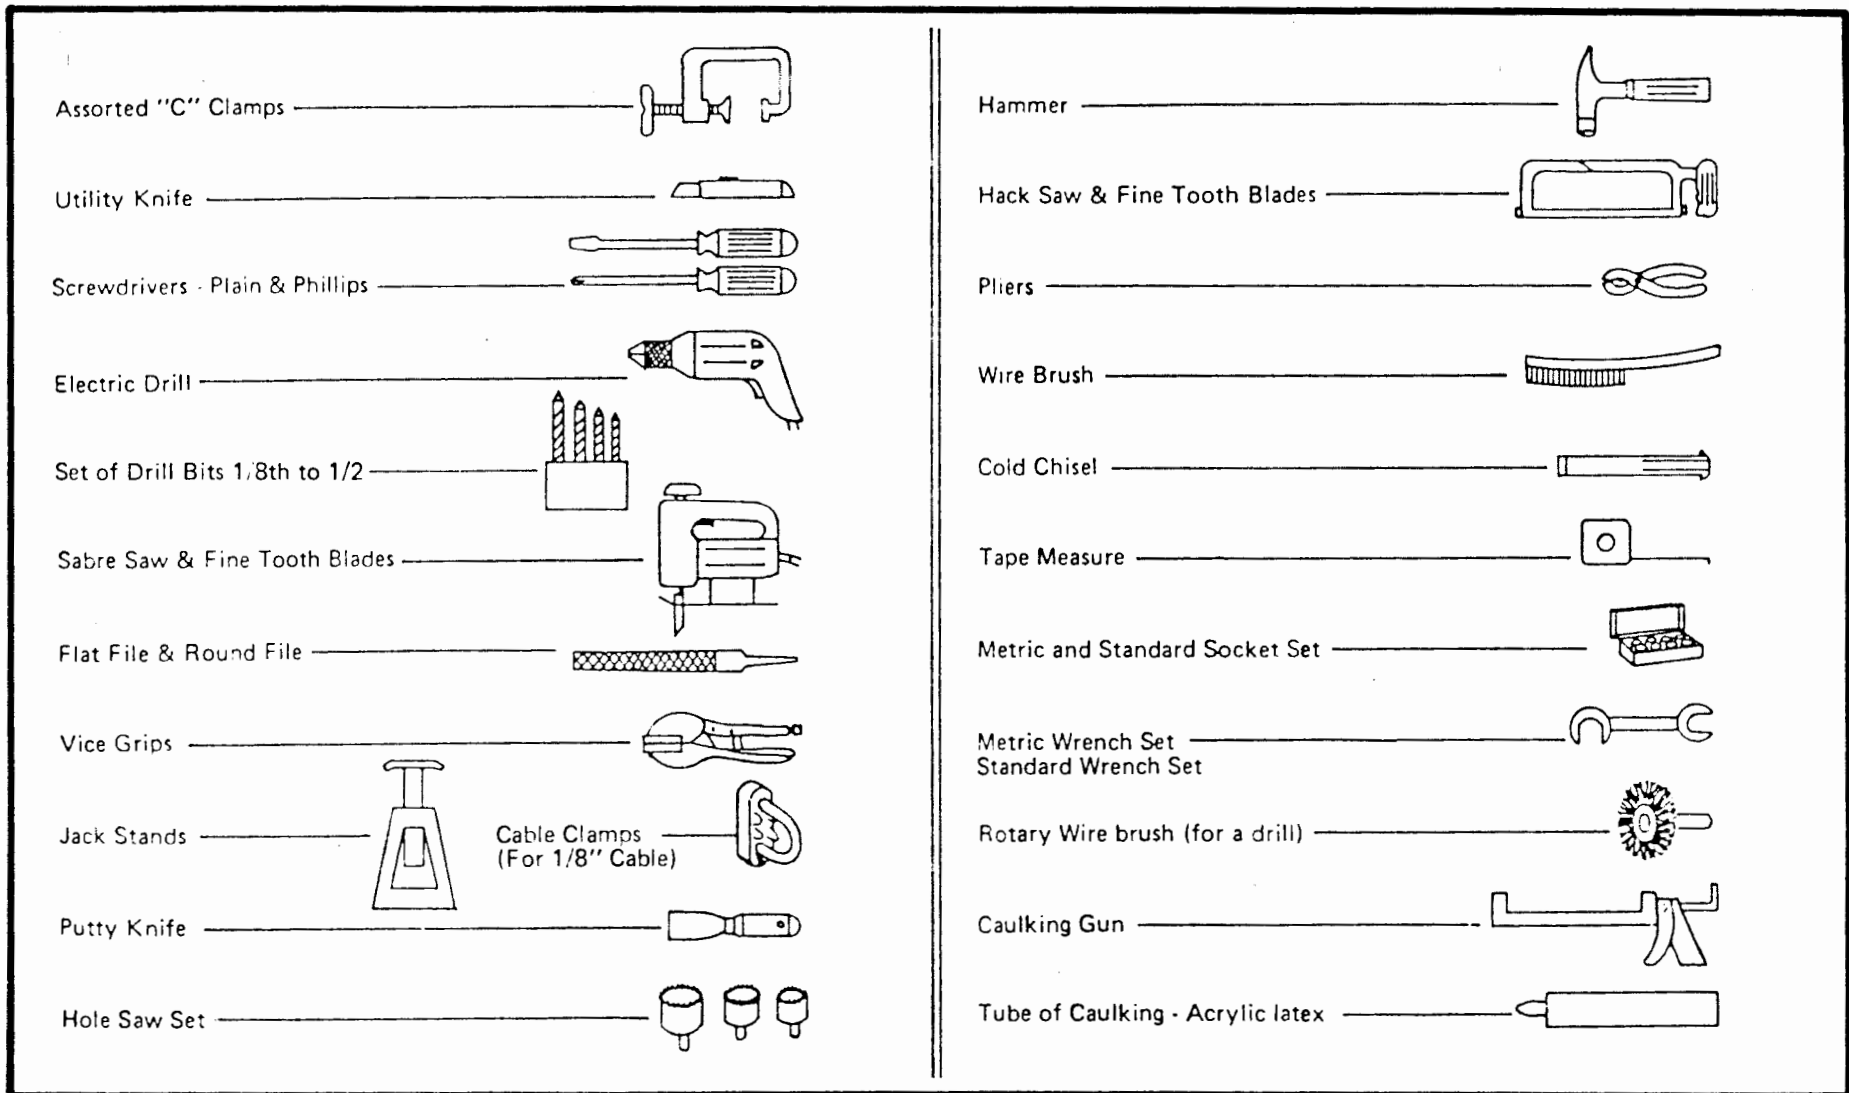 Assorted "C" Clamps
Utility Knife
Screwdrivers - Plain & Phillips
Electric Drill
Set of Drill Bits 1/8th to 1/2
Sabre Saw & Fine Tooth Blades
Flat File & Round File
Vice Grips
Jack Stands
Cable Clamps
(For 1/8" Cable)
Putty Knife
Hole Saw Set
Hammer
Hack Saw & Fine Tooth Blades
Pliers
Wire Brush
Cold Chisel
Tape Measure
Metric and Standard Socket Set
Metric Wrench Set
Standard Wrench Set
Rotary Wire brush (for a drill)
Caulking Gun
Tube of Caulking - Acrylic latex